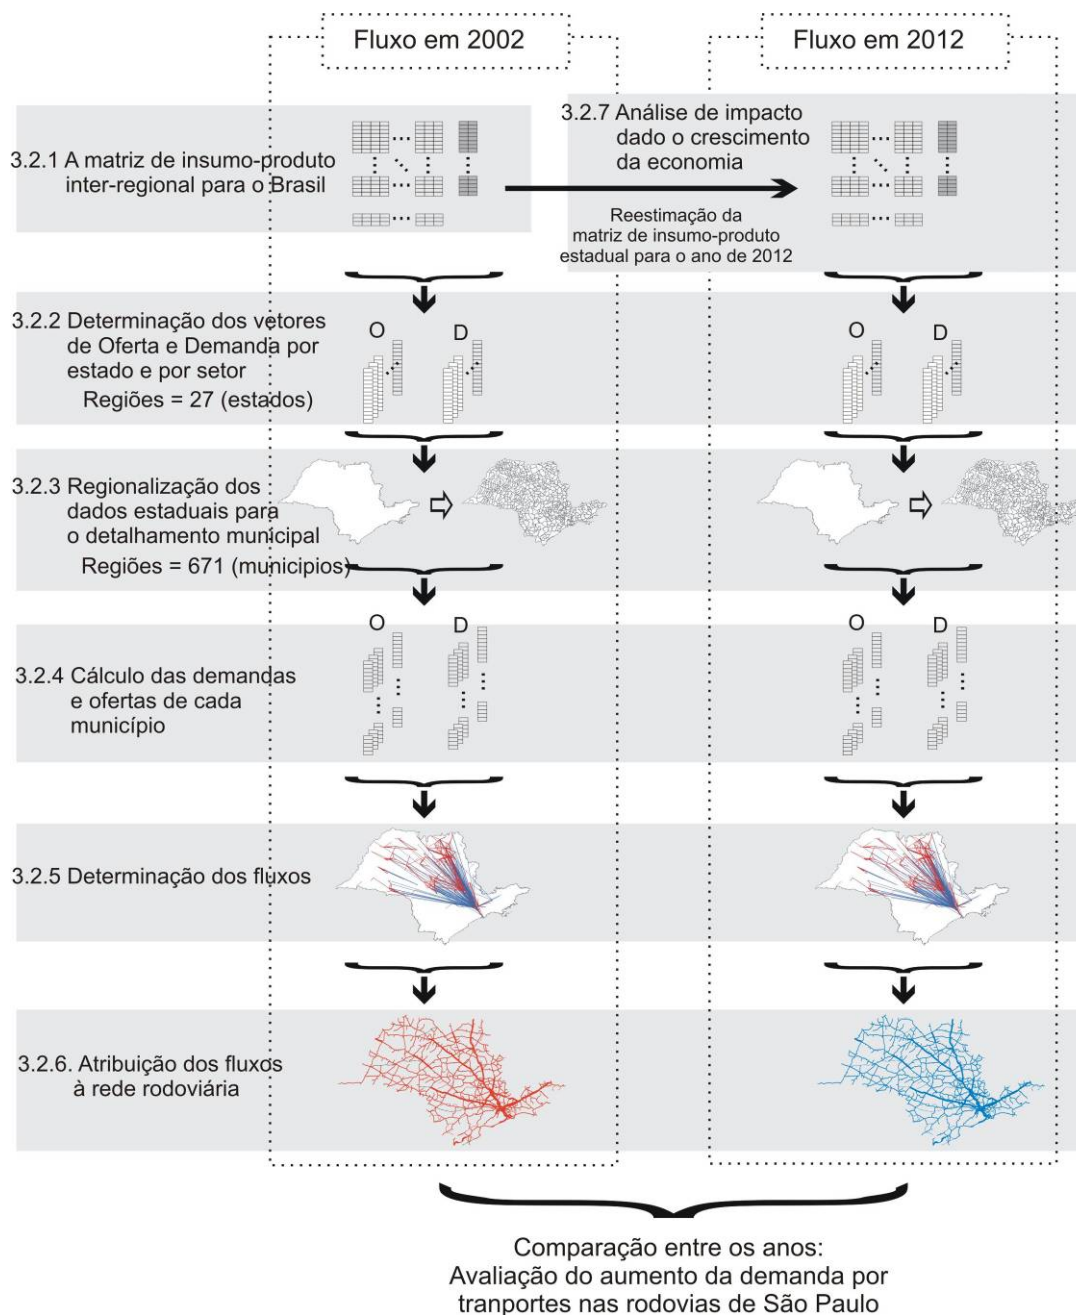 Fluxo em 2002
Fluxo em 2012
3.2.1 A matriz de insumo-produto
inter-regional para o Brasil
3.2.7 Análise de impacto
dado o crescimento
da economia
Reestimação da
matriz de insumo-produto
estadual para o ano de 2012
3.2.2 Determinação dos vetores
de Oferta e Demanda por
estado e por setor
Regiões = 27 (estados)
O D
O D
3.2.3 Regionalização dos
dados estaduais para
o detalhamento municipal
Regiões = 671 (municipios)
3.2.4 Cálculo das demandas
e ofertas de cada
município
O D
O D
3.2.5 Determinação dos fluxos
3.2.6. Atribuição dos fluxos
à rede rodoviária
Comparação entre os anos:
Avaliação do aumento da demanda por
tranportes nas rodovias de São Paulo